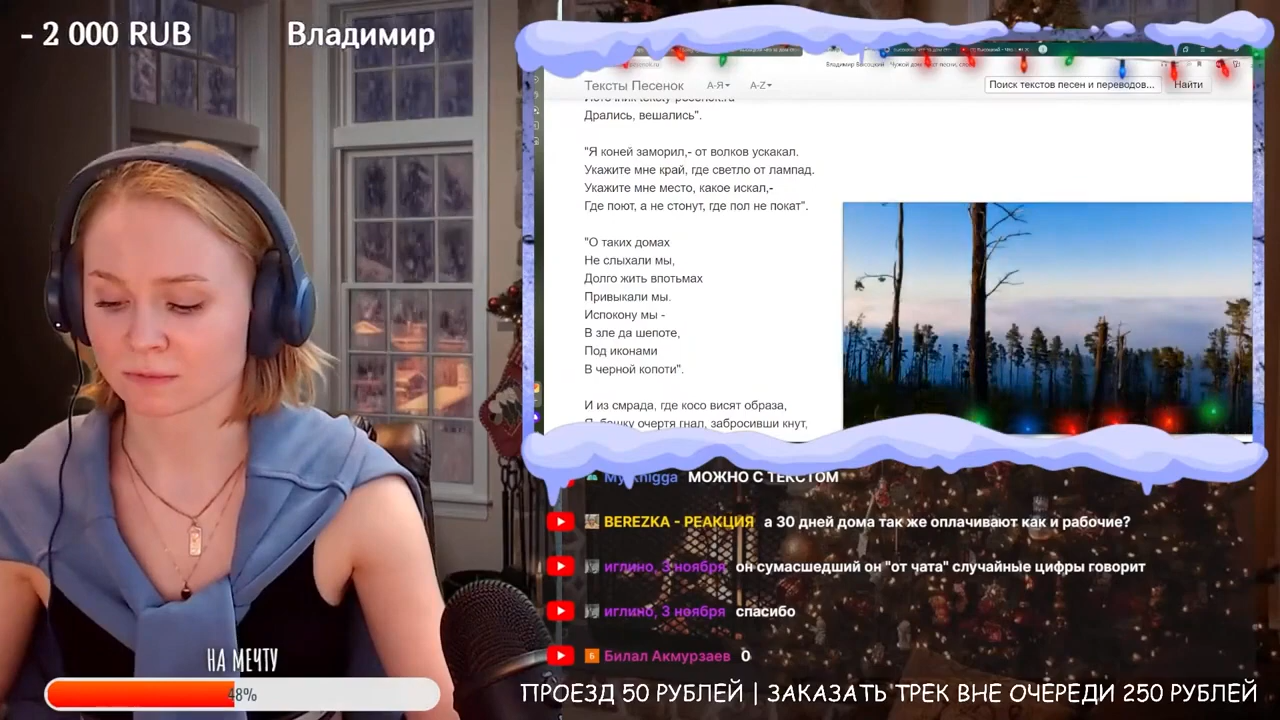 - 2 000 RUB
Владимир
Тексты Песенок
А-Я
A-Z
Поиск текстов песен и переводов...
Найти
Дрались, вешались".
"Я коней заморил,- от волков ускакал.
Укажите мне край, где светло от лампад.
Укажите мне место, какое искал,-
Где поют, а не стонут, где пол не покат".
"О таких домах
Не слыхали мы,
Долго жить впотьмах
Привыкали мы.
Испокону мы -
В зле да шепоте,
Под иконами
В черной копоти".
И из смрада, где косо висят образа,
Я, башку очертя гнал, забросивши кнут,
МОЖНО С ТЕКСТОМ
BEREZKA - РЕАКЦИЯ а 30 дней дома так же оплачивают как и рабочие?
иглино, 3 ноября он сумасшедший он "от чата" случайные цифры говорит
иглино, 3 ноября спасибо
Б Билал Акмурзаев 0
НА МЕЧТУ
48%
ПРОЕЗД 50 РУБЛЕЙ | ЗАКАЗАТЬ ТРЕК ВНЕ ОЧЕРЕДИ 250 РУБЛЕЙ